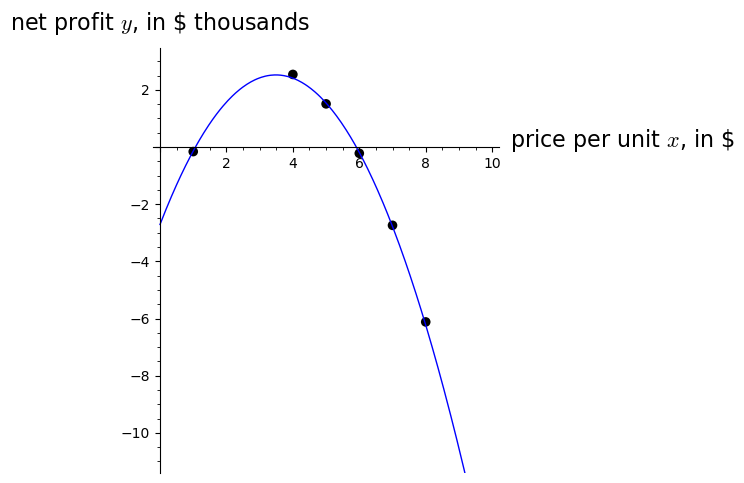 net profit y, in $ thousands
2
price per unit x, in $
2 4 6 8 10
−2
−4
−6
−8
−10